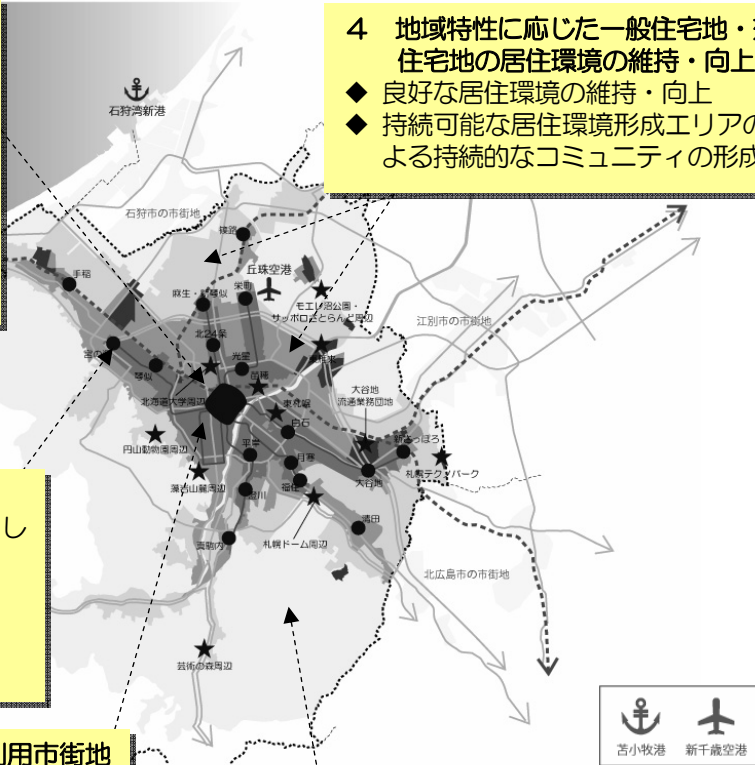 4　地域特性に応じた一般住宅地・
住宅地の居住環境の維持・向上
◆ 良好な居住環境の維持・向上
◆ 持続可能な居住環境形成エリアの
よる持続的なコミュニティの形成
石狩湾新港
石狩市の市街地
篠路
手稲
丘珠空港
麻生・
栄町
モエレ沼公園・
サッポロさとらんど周辺
江別市の市街地
北24条
光星
宮の
琴似
苗穂
北海道大学周辺
東札幌
大谷地
流通業務団地
白石
新さっぽろ
円山動物園周辺
平岸
月寒
札幌テクノパーク
藻岩山麓周辺
福住
大谷地
澄川
清田
真駒内
札幌ドーム周辺
北広島市の市街地
し
芸術の森周辺
用市街地
苫小牧港
新千歳空港